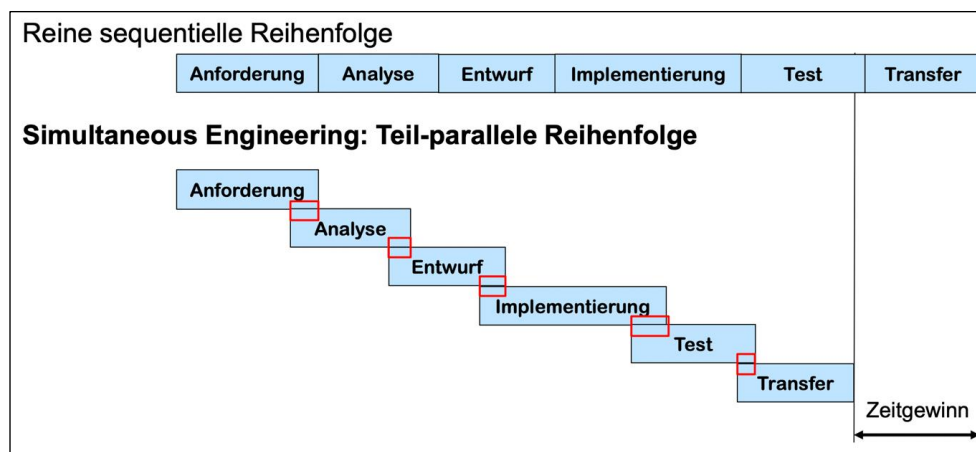 Reine sequentielle Reihenfolge
Anforderung Analyse Entwurf Implementierung Test Transfer
Simultaneous Engineering: Teil-parallele Reihenfolge
Anforderung
Analyse
Entwurf
Implementierung
Test
Transfer
Zeitgewinn